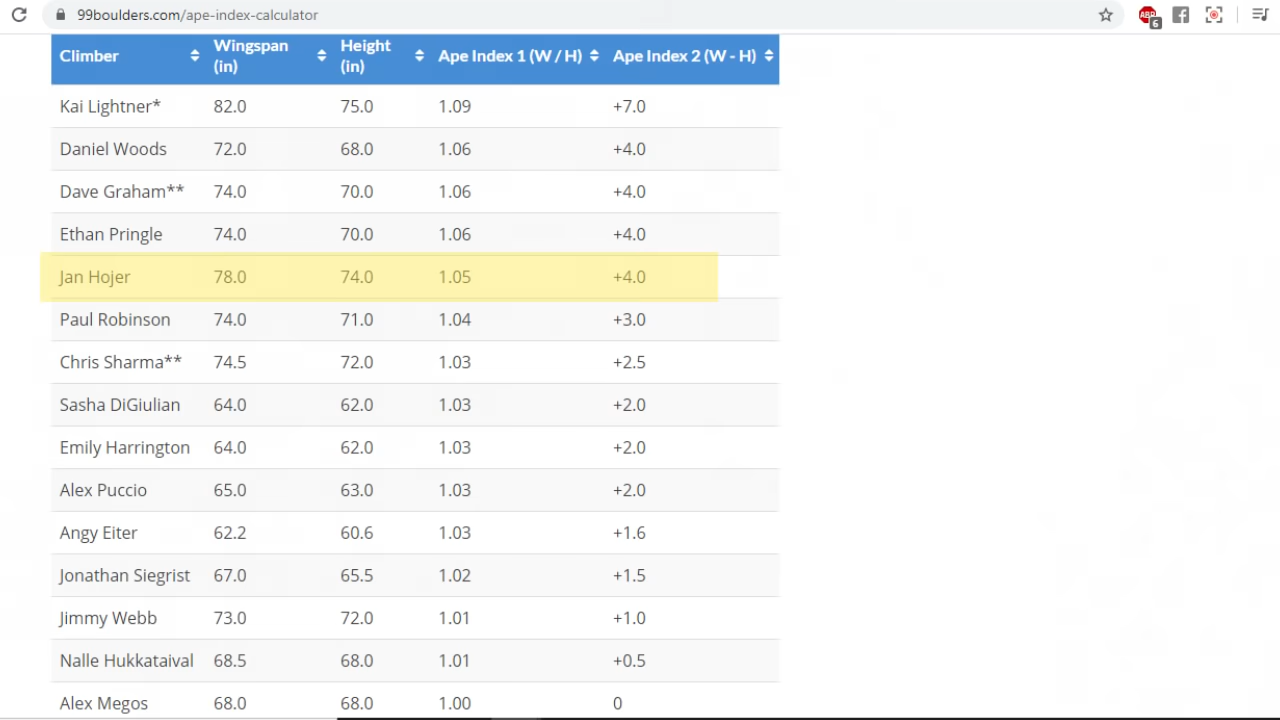 99boulders.com/ape-index-calculator
ABP
6
Climber Wingspan (in) Height (in) Ape Index 1 (W / H) Ape Index 2 (W - H)
Kai Lightner* 82.0 75.0 1.09 +7.0
Daniel Woods 72.0 68.0 1.06 +4.0
Dave Graham** 74.0 70.0 1.06 +4.0
Ethan Pringle 74.0 70.0 1.06 +4.0
Jan Hojer 78.0 74.0 1.05 +4.0
Paul Robinson 74.0 71.0 1.04 +3.0
Chris Sharma** 74.5 72.0 1.03 +2.5
Sasha DiGiulian 64.0 62.0 1.03 +2.0
Emily Harrington 64.0 62.0 1.03 +2.0
Alex Puccio 65.0 63.0 1.03 +2.0
Angy Eiter 62.2 60.6 1.03 +1.6
Jonathan Siegrist 67.0 65.5 1.02 +1.5
Jimmy Webb 73.0 72.0 1.01 +1.0
Nalle Hukkataival 68.5 68.0 1.01 +0.5
Alex Megos 68.0 68.0 1.00 0